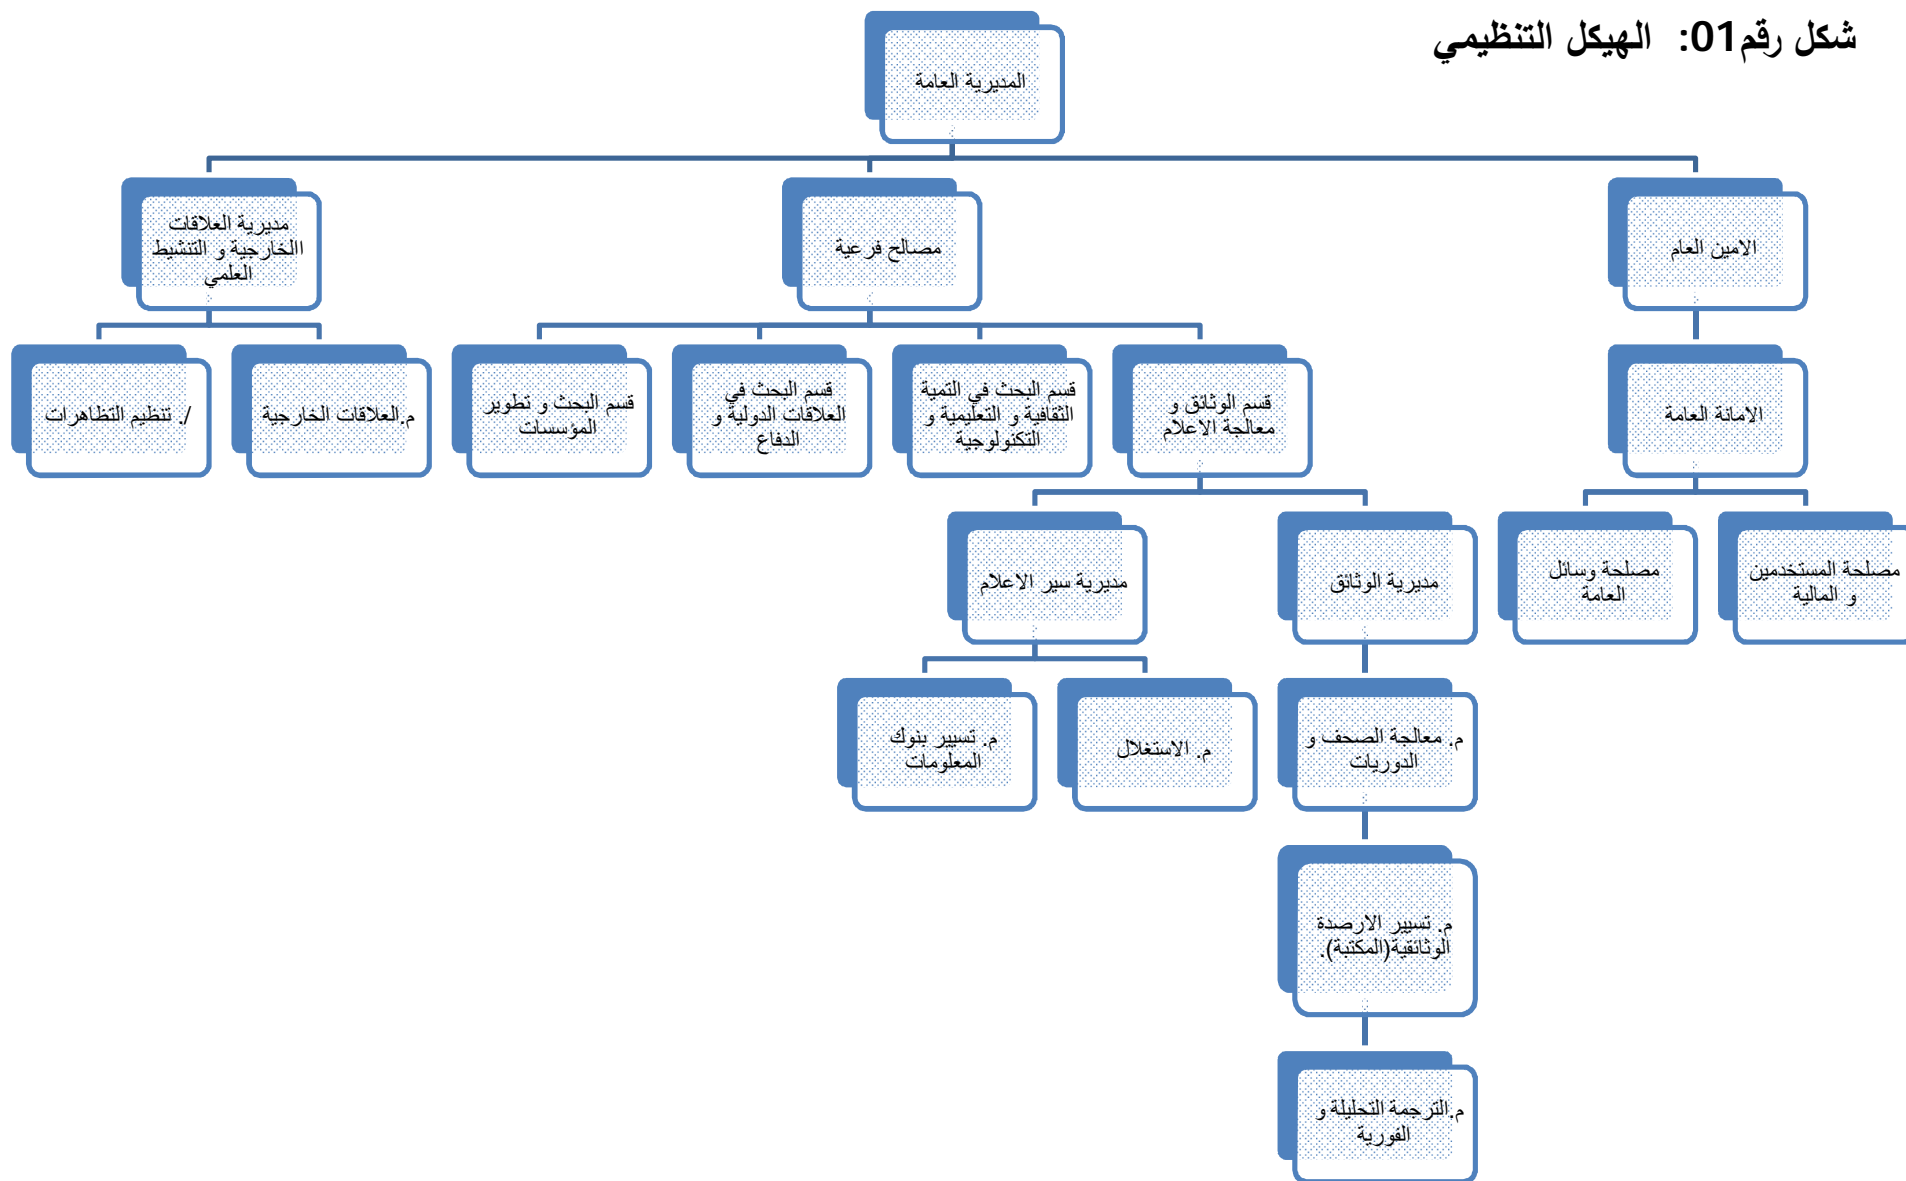 شكل رقم01: الهيكل التنظيمي
المديرية العامة
الامين العام
مصالح فرعية
مديرية العلاقات
االخارجية و التنشيط
العلمي
الامانة العامة
قسم الوثائق و
معالجة الاعلام
قسم البحث في التمية
الثقافية و التعليمية و
التكنولوجية
قسم البحث في
العلاقات الدولية و
الدفاع
قسم البحث و تطوير
المؤسسات
م.العلاقات الخارجية
/. تنظيم التظاهرات
مصلحة المستخدمين
و المالية
مصلحة وسائل
العامة
مديرية الوثائق
مديرية سير الاعلام
م. معالجة الصحف و
الدوريات
م. الاستغلال
م. تسيير بنوك
المعلومات
م. تسيير الارصدة
الوثائقية(المكتبة).
م.الترجمة التحليلة و
الفورية